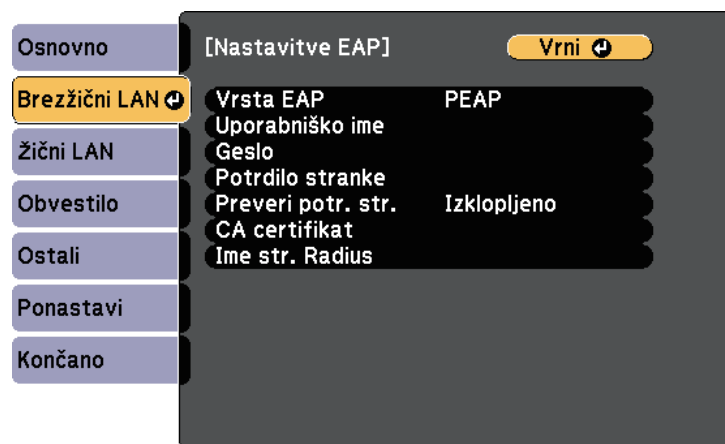 Osnovno
Brezžični LAN
Žični LAN
Obvestilo
Ostali
Ponastavi
Končano
[Nastavitve EAP] Vrni
Vrsta EAP PEAP
Uporabniško ime
Geslo
Potrdilo stranke
Preveri potr. str. Izklopljeno
CA certifikat
Ime str. Radius